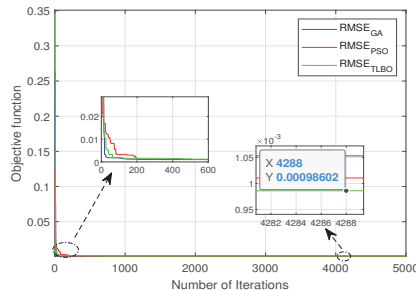 0.35
0.3
0.25
0.2
0.15
0.1
0.05
Objective function
RMSE_GA
RMSE_PSO
RMSE_TLBO
0.02
0.01
0
0 200 400 600
×10⁻³
1.05
1
0.95
X 4288
Y 0.00098602
4282 4284 4286 4288
0 1000 2000 3000 4000 5000
Number of Iterations